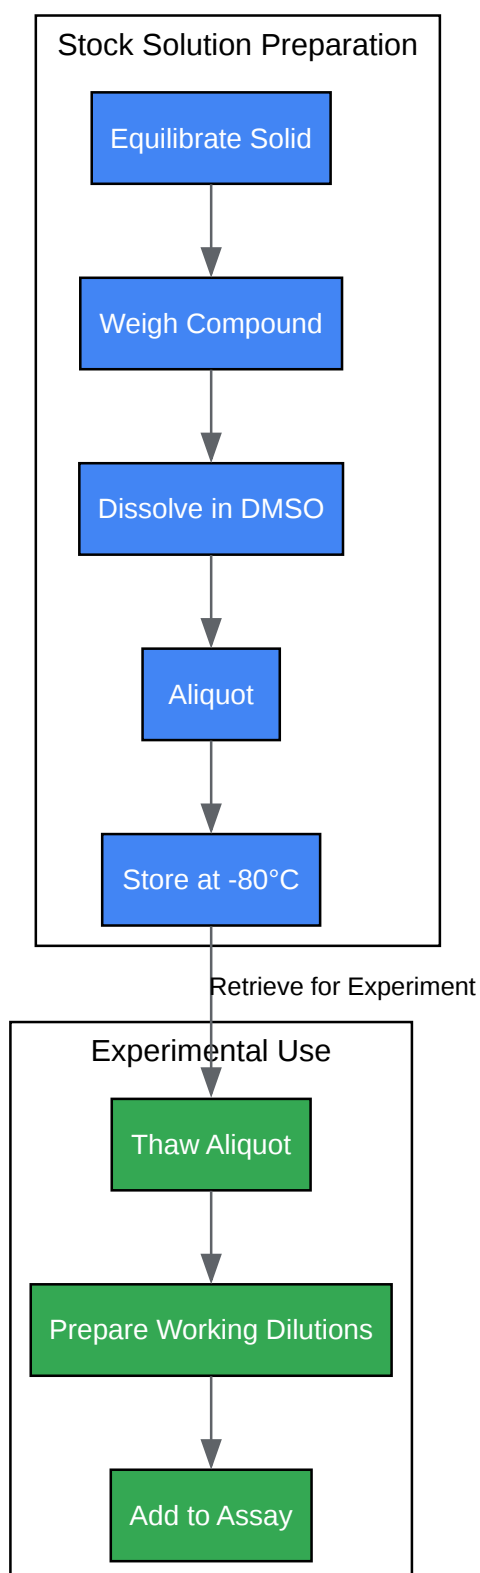 Stock Solution Preparation
Equilibrate Solid
Weigh Compound
Dissolve in DMSO
Aliquot
Store at -80°C
Retrieve for Experiment
Experimental Use
Thaw Aliquot
Prepare Working Dilutions
Add to Assay